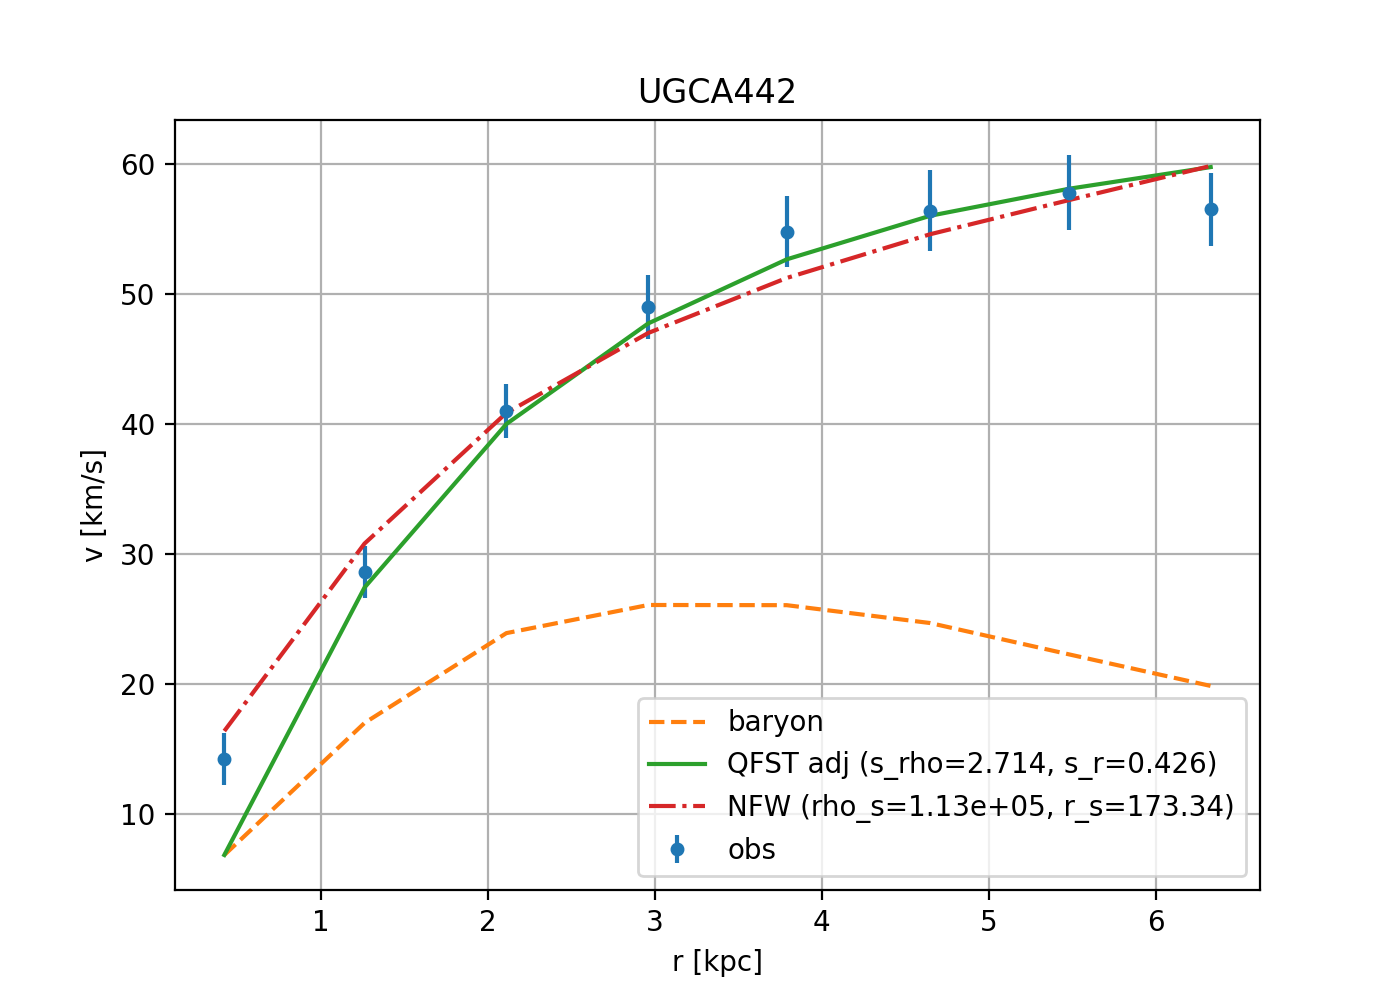 UGCA442
60
50
40
30
20
10
v [km/s]
baryon
QFST adj (s_rho=2.714, s_r=0.426)
NFW (rho_s=1.13e+05, r_s=173.34)
obs
1 2 3 4 5 6
r [kpc]